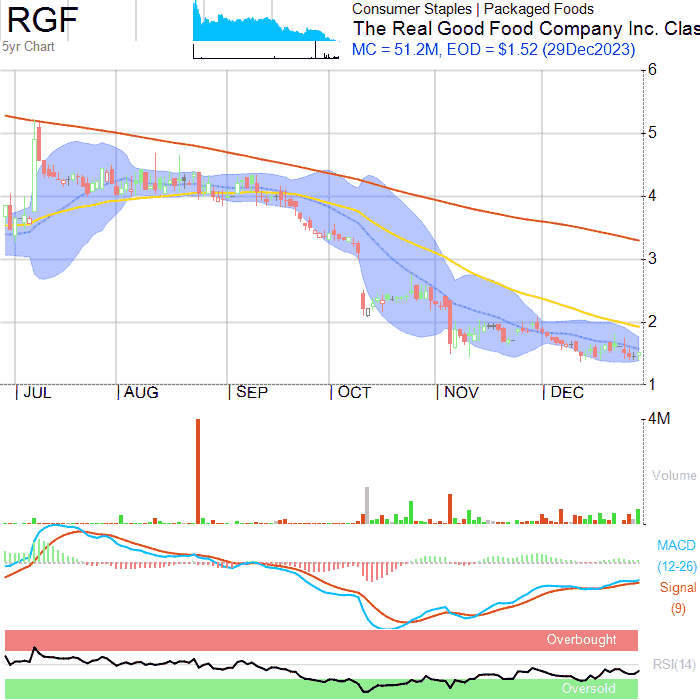 RGF
5yr Chart
Consumer Staples | Packaged Foods
The Real Good Food Company Inc. Clas
MC = 51.2M, EOD = $1.52 (29Dec2023)
6
5
4
3
2
1
JUL AUG SEP OCT NOV DEC
4M
Volume
MACD
(12-26)
Signal
(9)
Overbought
RSI(14)
Oversold